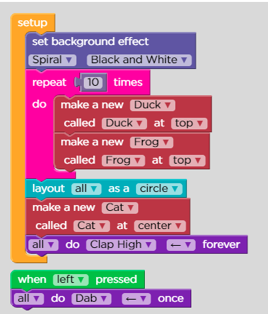 setup
set background effect
Spiral Black and White
repeat 10 times
do make a new Duck
called Duck at top
make a new Frog
called Frog at top
layout all as a circle
make a new Cat
called Cat at center
all do Clap High ← forever
when left pressed
all do Dab ← once